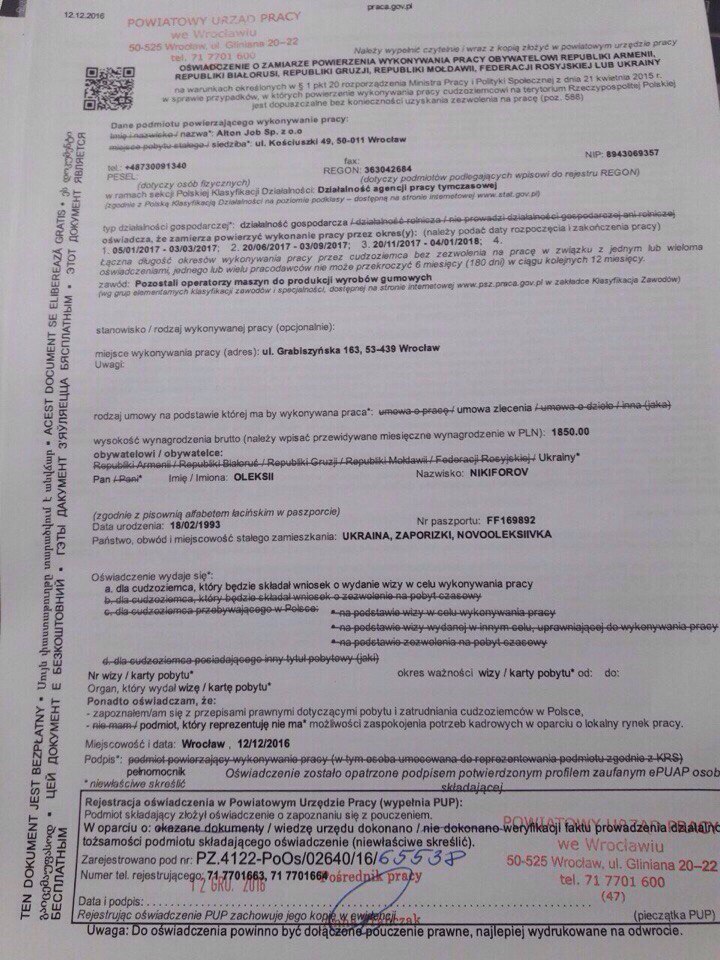 praca.gov.pl
12.12.2016
POWIATOWY URZĄD PRACY
we Wrocławiu
50-525 Wrocław, ul. Gliniana 20-22
tel. 71 7701 600
Należy wypełnić czytelnie i wraz z kopią złożyć w powiatowym urzędzie pracy
OŚWIADCZENIE O ZAMIARZE POWIERZENIA WYKONYWANIA PRACY OBYWATELOWI REPUBLIKI ARMENII,
REPUBLIKI BIAŁORUSI, REPUBLIKI GRUZJI, REPUBLIKI MOŁDAWII, FEDERACJI ROSYJSKIEJ LUB UKRAINY
na warunkach określonych w § 1 pkt 20 rozporządzenia Ministra Pracy i Polityki Społecznej z dnia 21 kwietnia 2015 r.
w sprawie przypadków, w których powierzenie wykonywania pracy cudzoziemcowi na terytorium Rzeczypospolitej Polskiej
jest dopuszczalne bez konieczności uzyskania zezwolenia na pracę (poz. 588)
Dane podmiotu powierzającego wykonywanie pracy:
Imię i nazwisko / nazwa*: Alton Job Sp. z o.o
miejsce pobytu stałego / siedziba*: ul. Kościuszki 49, 50-011 Wrocław
tel.: +48730091340 fax: NIP: 8943069357
PESEL: REGON: 363042684
(dotyczy osób fizycznych) (dotyczy podmiotów podlegających wpisowi do rejestru REGON)
w ramach sekcji Polskiej Klasyfikacji Działalności: Działalność agencji pracy tymczasowej
(zgodnie z Polską Klasyfikacją Działalności na poziomie podklasy – dostępną na stronie internetowej www.stat.gov.pl)
typ działalności gospodarczej*: działalność gospodarcza / działalność rolnicza / nie prowadzi działalności gospodarczej ani rolniczej
oświadcza, że zamierza powierzyć wykonanie pracy przez okres(y): (należy podać daty rozpoczęcia i zakończenia pracy)
1. 05/01/2017 - 03/03/2017; 2. 20/06/2017 - 03/09/2017; 3. 20/11/2017 - 04/01/2018; 4.
Łączna długość okresów wykonywania pracy przez cudzoziemca bez zezwolenia na pracę w związku z jednym lub wieloma
oświadczeniami, jednego lub wielu pracodawców nie może przekroczyć 6 miesięcy (180 dni) w ciągu kolejnych 12 miesięcy.
zawód: Pozostali operatorzy maszyn do produkcji wyrobów gumowych
(wg grup elementarnych klasyfikacji zawodów i specjalności, dostępnej na stronie internetowej www.psz.praca.gov.pl w zakładce Klasyfikacja Zawodów)
stanowisko / rodzaj wykonywanej pracy (opcjonalnie):
miejsce wykonywania pracy (adres): ul. Grabiszyńska 163, 53-439 Wrocław
Uwagi:
rodzaj umowy na podstawie której ma by wykonywana praca*: umowa o pracę / umowa zlecenia / umowa o dzieło / inna (jaka)
wysokość wynagrodzenia brutto (należy wpisać przewidywane miesięczne wynagrodzenie w PLN): 1850.00
obywatelowi / obywatelce:
Republiki Armenii / Republiki Białoruś / Republiki Gruzji / Republiki Mołdawii / Federacji Rosyjskiej / Ukrainy*
Pan / Pani* Imię / Imiona: OLEKSII Nazwisko: NIKIFOROV
(zgodnie z pisownią alfabetem łacińskim w paszporcie)
Data urodzenia: 18/02/1993 Nr paszportu: FF169892
Państwo, obwód i miejscowość stałego zamieszkania: UKRAINA, ZAPORIZKI, NOVOOLEKSIIVKA
Oświadczenie wydaje się*:
a. dla cudzoziemca, który będzie składał wniosek o wydanie wizy w celu wykonywania pracy
b. dla cudzoziemca, który będzie składał wniosek o zezwolenie na pobyt czasowy
c. dla cudzoziemca przebywającego w Polsce: * na podstawie wizy w celu wykonywania pracy
* na podstawie wizy wydanej w innym celu, uprawniającej do wykonywania pracy
* na podstawie zezwolenia na pobyt czasowy
d. dla cudzoziemca posiadającego inny tytuł pobytowy (jaki)
Nr wizy / karty pobytu* okres ważności wizy / karty pobytu* od: do:
Organ, który wydał wizę / kartę pobytu*
Ponadto oświadczam, że:
- zapoznałem/am się z przepisami prawnymi dotyczącymi pobytu i zatrudniania cudzoziemców w Polsce,
- nie mam / podmiot, który reprezentuję nie ma* możliwości zaspokojenia potrzeb kadrowych w oparciu o lokalny rynek pracy.
Miejscowość i data: Wrocław , 12/12/2016
Podpis*: podmiot powierzający wykonywanie pracy (w tym osoba umocowana do reprezentowania podmiotu zgodnie z KRS)
pełnomocnik Oświadczenie zostało opatrzone podpisem potwierdzonym profilem zaufanym ePUAP osoby
składającej
* niewłaściwe skreślić
Rejestracja oświadczenia w Powiatowym Urzędzie Pracy (wypełnia PUP):
Podmiot składający złożył oświadczenie o zapoznaniu się z pouczeniem.
W oparciu o: okazane dokumenty / wiedzę urzędu dokonano / nie dokonano weryfikacji faktu prowadzenia działalno
tożsamości podmiotu składającego oświadczenie (niewłaściwe skreślić).
Zarejestrowano pod nr: PZ.4122-PoOs/02640/16/65538
Numer tel. rejestrującego: 71 7701663, 71 7701664
12 GRU. 2016
Pośrednik pracy
Data i podpis:
Rejestrując oświadczenie PUP zachowuje jego kopię w ewidencji.
(pieczątka PUP)
POWIATOWY URZĄD PRACY
we Wrocławiu
50-525 Wrocław, ul. Gliniana 20-22
tel. 71 7701 600
(47)
Uwaga: Do oświadczenia powinno być dołączone pouczenie prawne, najlepiej wydrukowane na odwrocie.
TEN DOKUMENT JEST BEZPŁATNY • ACEST DOCUMENT SE ELIBEREAZĂ GRATIS •
ЦЕЙ ДОКУМЕНТ Е БЕЗКОШТОВНИЙ • ГЭТЫ ДАКУМЕНТ З'ЯЎЛЯЕЦЦА БЯСПЛАТНЫМ • ЭТОТ ДОКУМЕНТ ЯВЛЯЕТСЯ
БЕСПЛАТНЫМ